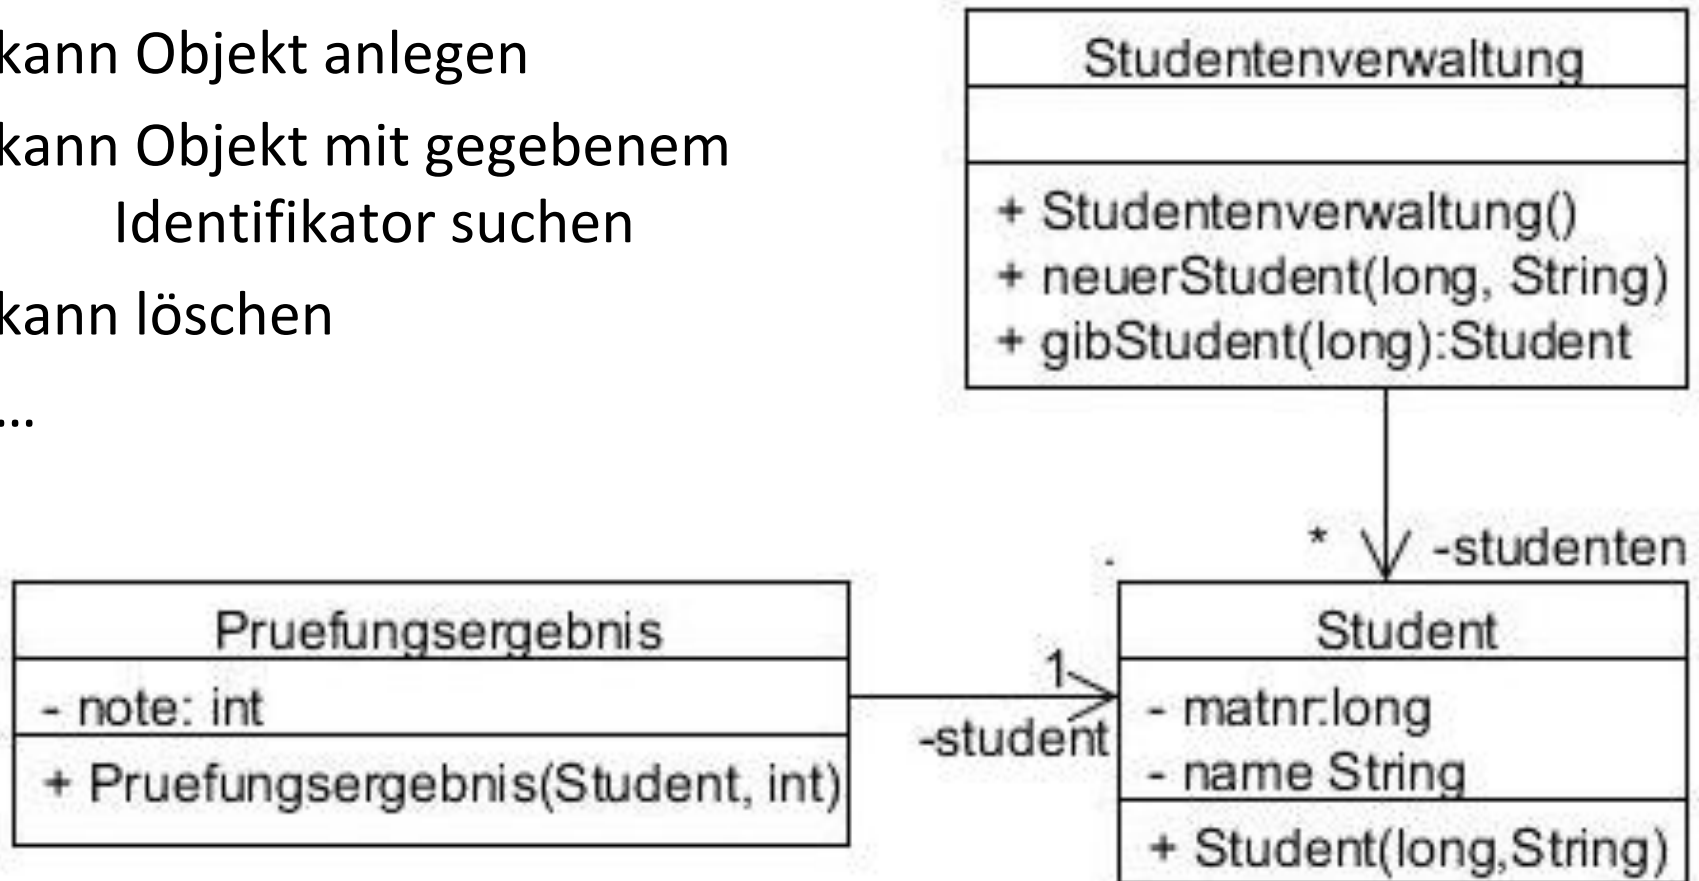 kann Objekt anlegen
kann Objekt mit gegebenem
Identifikator suchen
kann löschen
...
Studentenverwaltung
+ Studentenverwaltung()
+ neuerStudent(long, String)
+ gibStudent(long):Student
* -studenten
Pruefungsergebnis
- note: int
+ Pruefungsergebnis(Student, int)
1
-student
Student
- matnr:long
- name String
+ Student(long,String)